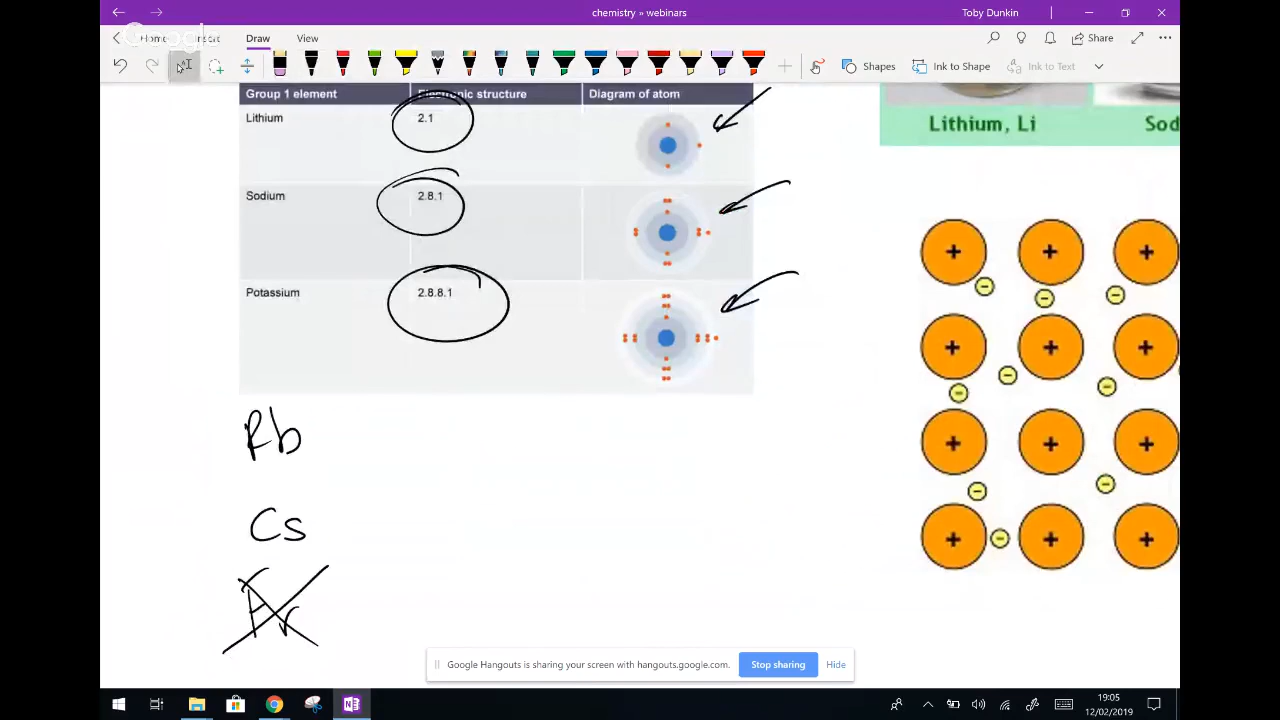 chemistry » webinars
Toby Dunkin
Google
Home
Draw
View
Share
Shapes
Ink to Shape
Ink to Text
Group 1 element
Electronic structure
Diagram of atom
Lithium
2.1
Sodium
2.8.1
Potassium
2.8.8.1
Rb
Cs
Fr
Lithium, Li
Sod
+ + +
+ + +
+ + +
+ + +
Google Hangouts is sharing your screen with hangouts.google.com.
Stop sharing
Hide
19:05
12/02/2019